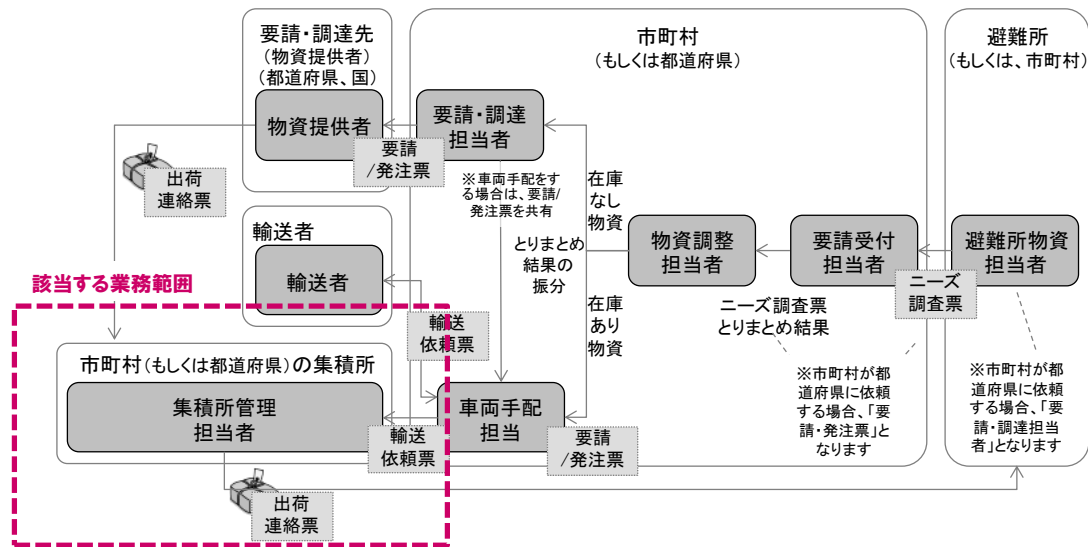 要請・調達先
(物資提供者)
(都道府県、国)
物資提供者
出荷
連絡票
要請
/発注票
市町村
(もしくは都道府県)
要請・調達
担当者
※車両手配をす
る場合は、要請/
発注票を共有
在庫
なし
物資
とりまとめ
結果の
振分
在庫
あり
物資
物資調整
担当者
要請受付
担当者
ニーズ調査票
とりまとめ結果
※市町村が都
道府県に依頼
する場合、「要
請・発注票」と
なります
避難所
(もしくは、市町村)
避難所物資
担当者
ニーズ
調査票
※市町村が都
道府県に依頼
する場合、「要
請・調達担当
者」となります
輸送者
輸送者
該当する業務範囲
輸送
依頼票
市町村(もしくは都道府県)の集積所
集積所管理
担当者
輸送
依頼票
車両手配
担当
要請
/発注票
出荷
連絡票